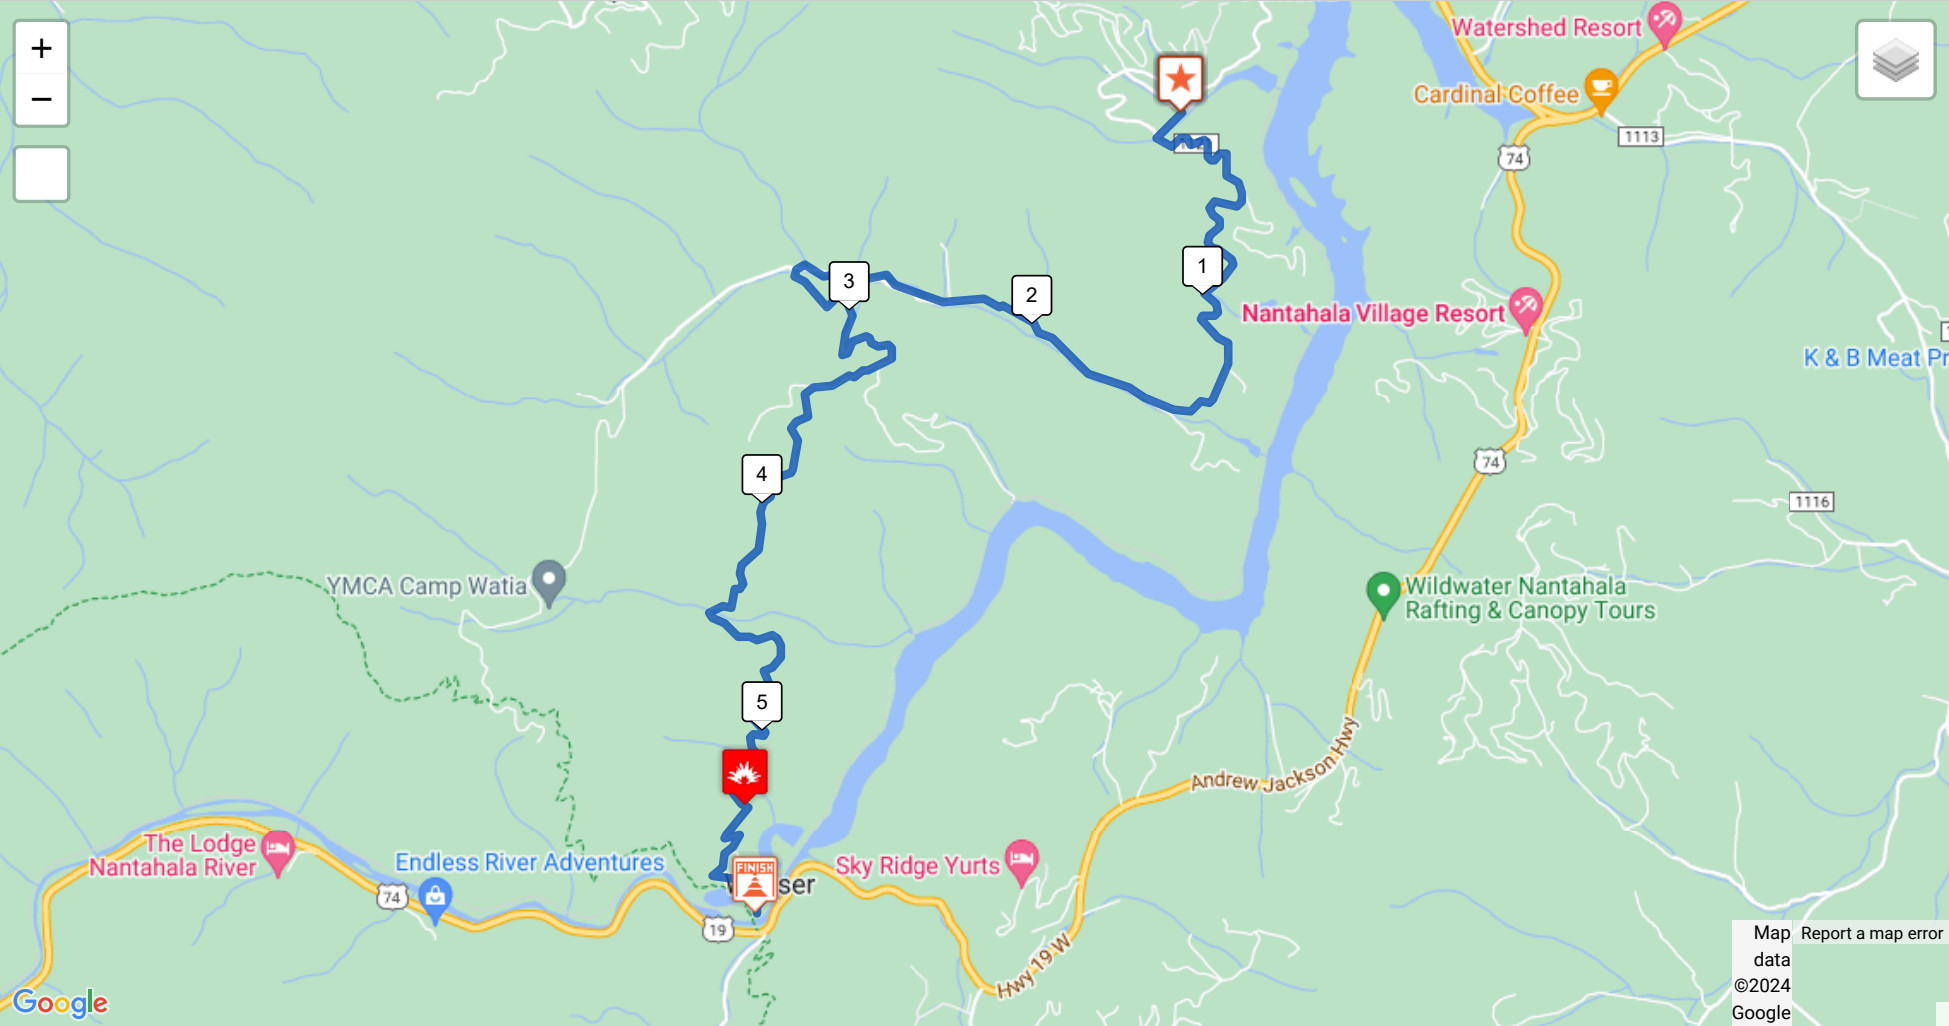 +
−
Watershed Resort
Cardinal Coffee
1113
74
1
Nantahala Village Resort
3
2
K & B Meat Pr
4
74
1116
YMCA Camp Watia
Wildwater Nantahala
Rafting & Canopy Tours
5
Andrew Jackson Hwy
The Lodge
Nantahala River
Endless River Adventures
Sky Ridge Yurts
FINISH
ser
74
19
Hwy 19 W
Map
data
©2024
Google
Report a map error
Google